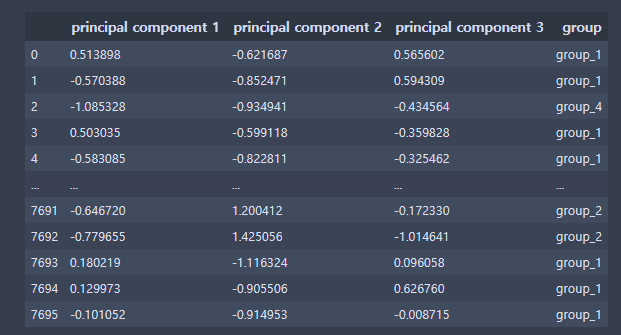 principal component 1 principal component 2 principal component 3 group
0 0.513898 -0.621687 0.565602 group_1
1 -0.570388 -0.852471 0.594309 group_1
2 -1.085328 -0.934941 -0.434564 group_4
3 0.503035 -0.599118 -0.359828 group_1
4 -0.583085 -0.822811 -0.325462 group_1
... ... ... ... ...
7691 -0.646720 1.200412 -0.172330 group_2
7692 -0.779655 1.425056 -1.014641 group_2
7693 0.180219 -1.116324 0.096058 group_1
7694 0.129973 -0.905506 0.626760 group_1
7695 -0.101052 -0.914953 -0.008715 group_1